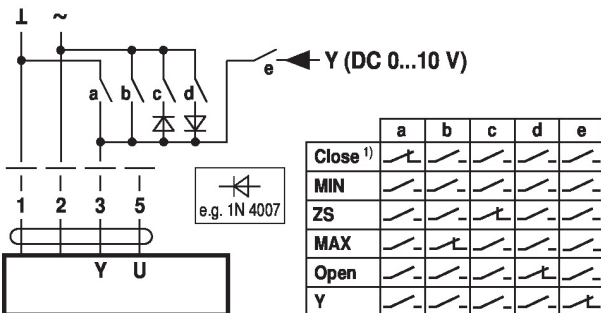 ⊥ ~
e Y (DC 0...10 V)
a b c d
a b c d e
Close 1)
MIN
ZS
MAX
Open
Y
1 2 3 5
e.g. 1N 4007
Y U